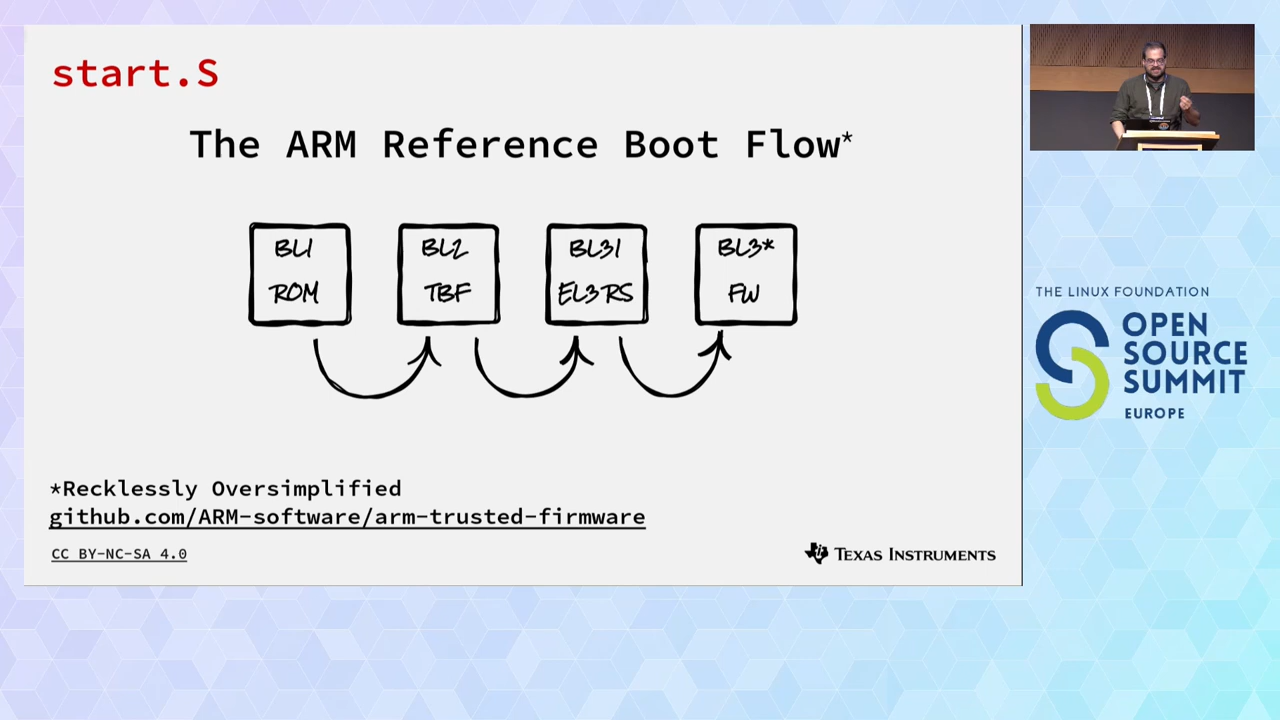 start.S
The ARM Reference Boot Flow*
BL1
ROM
BL2
TBF
BL31
EL3RS
BL3*
FW
*Recklessly Oversimplified
github.com/ARM-software/arm-trusted-firmware
CC BY-NC-SA 4.0
TEXAS INSTRUMENTS
THE LINUX FOUNDATION
OPEN
SOURCE
SUMMIT
EUROPE